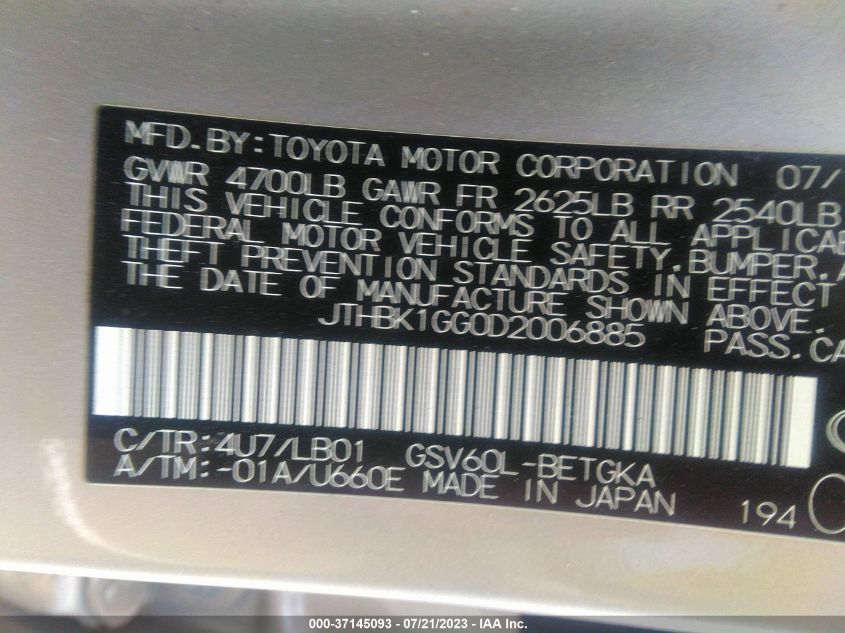 MFD.BY:TOYOTA MOTOR CORPORATION 07/
GVWR 4700LB GAWR FR 2625LB RR 2540LB
THIS VEHICLE CONFORMS TO ALL APPLICAB
FEDERAL MOTOR VEHICLE SAFETY,BUMPER,A
THEFT PREVENTION STANDARDS IN EFFECT
THE DATE OF MANUFACTURE SHOWN ABOVE.
JTHBK1GG0D2006885 PASS.CA
C/TR:4U7/LB01 GSV60L-BETGKA
A/TM:-01A/U660E MADE IN JAPAN 194
000-37145093 - 07/21/2023 - IAA Inc.